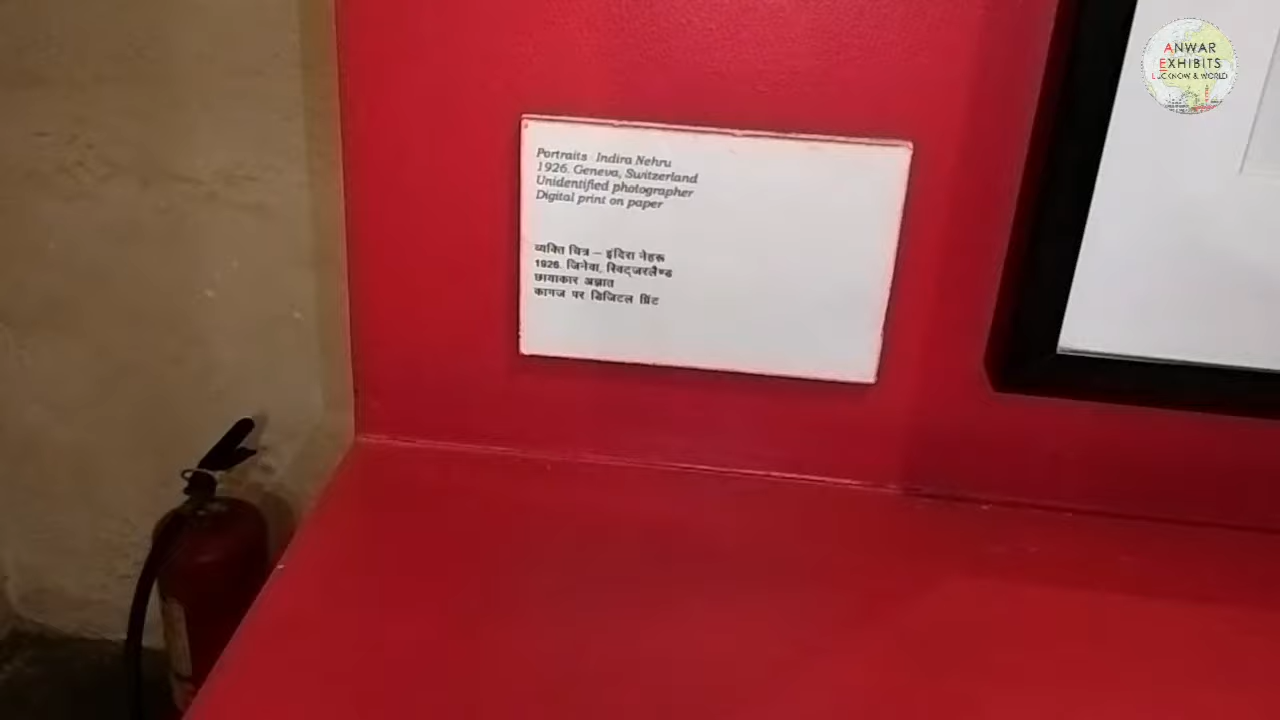 Portraits Indira Nehru
1926. Geneva, Switzerland
Unidentified photographer
Digital print on paper
व्यक्ति चित्र – इंदिरा नेहरू
1926. जिनेवा, स्विट्जरलैण्ड
छायाकार अज्ञात
कागज पर डिजिटल प्रिंट
ANWAR
EXHIBITS
LUCKNOW & WORLD